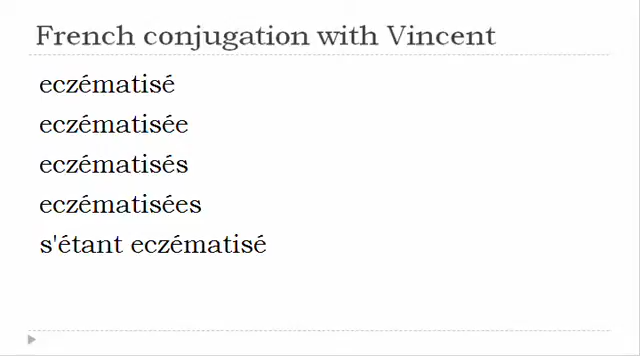 French conjugation with Vincent
eczématisé
eczématisée
eczématisés
eczématisées
s'étant eczématisé